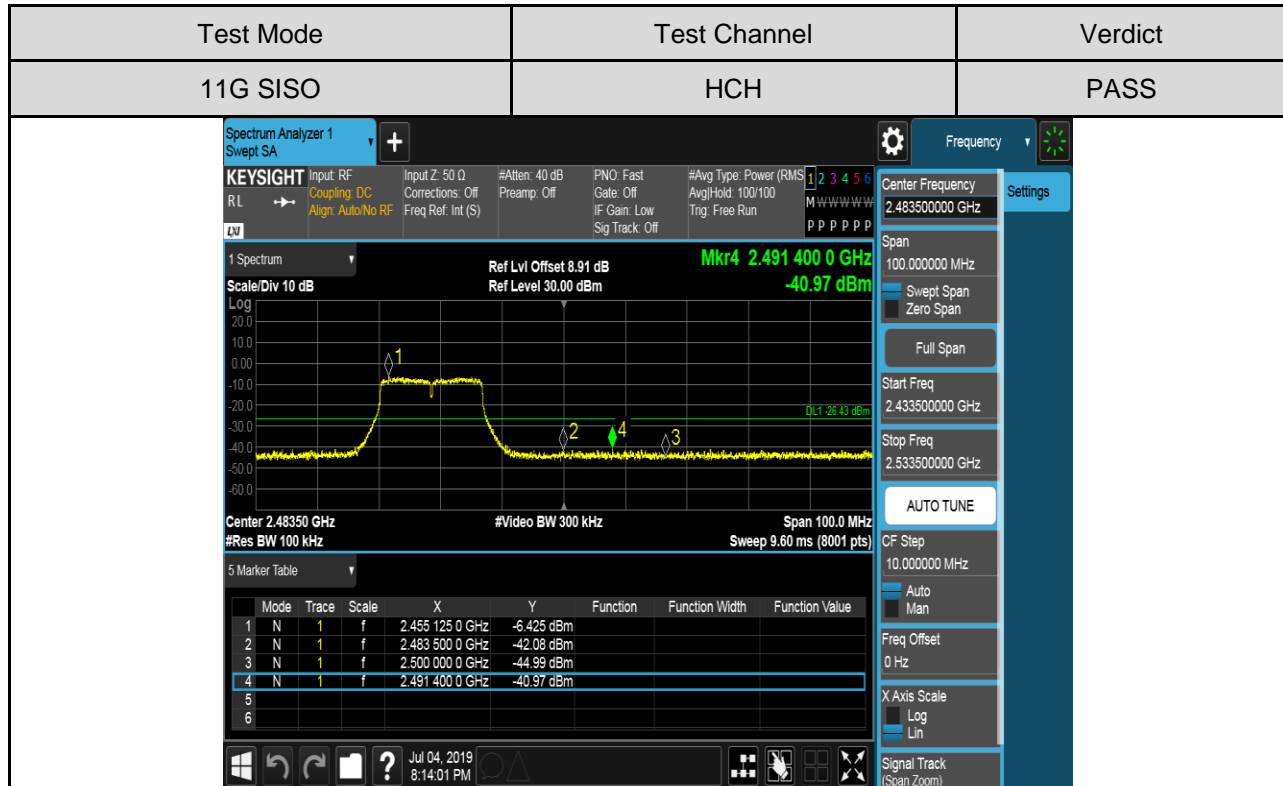 Test Mode Test Channel Verdict
11G SISO HCH PASS
Spectrum Analyzer 1
Swept SA
Frequency
KEYSIGHT Input: RF Input Z: 50 Ω #Atten: 40 dB PNO: Fast #Avg Type: Power (RMS 1 2 3 4 5 6
RL Coupling: DC Corrections: Off Preamp: Off Gate: Off Avg|Hold: 100/100 M W W W W W
Align: Auto/No RF Freq Ref: Int (S) IF Gain: Low Trig: Free Run
LXI Sig Track: Off P P P P P P
1 Spectrum
Ref Lvl Offset 8.91 dB Mkr4 2.491 400 0 GHz
Scale/Div 10 dB Ref Level 30.00 dBm -40.97 dBm
Log
20.0
10.0
0.00
-10.0
-20.0
-30.0
-40.0
-50.0
-60.0
1
2
4
3
DL1 -26.43 dBm
Center 2.48350 GHz #Video BW 300 kHz Span 100.0 MHz
#Res BW 100 kHz Sweep 9.60 ms (8001 pts)
5 Marker Table
Mode Trace Scale X Y Function Function Width Function Value
1 N 1 f 2.455 125 0 GHz -6.425 dBm
2 N 1 f 2.483 500 0 GHz -42.08 dBm
3 N 1 f 2.500 000 0 GHz -44.99 dBm
4 N 1 f 2.491 400 0 GHz -40.97 dBm
5
6
?
Jul 04, 2019
8:14:01 PM
Settings
Center Frequency
2.483500000 GHz
Span
100.000000 MHz
Swept Span
Zero Span
Full Span
Start Freq
2.433500000 GHz
Stop Freq
2.533500000 GHz
AUTO TUNE
CF Step
10.000000 MHz
Auto
Man
Freq Offset
0 Hz
X Axis Scale
Log
Lin
Signal Track
(Span Zoom)